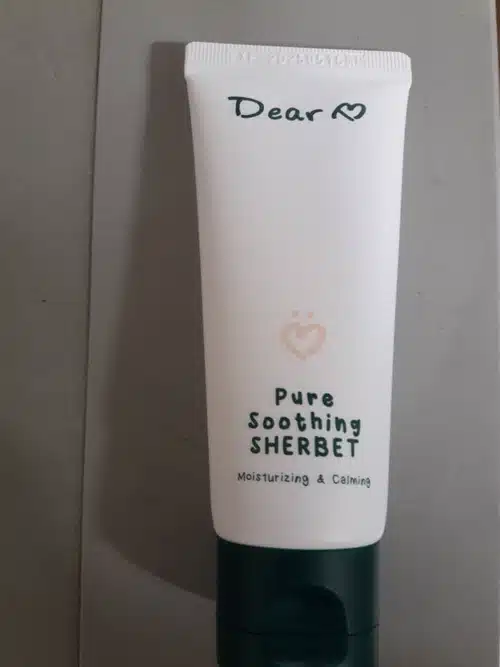 Dear
Pure
Soothing
SHERBET
Moisturizing & Calming